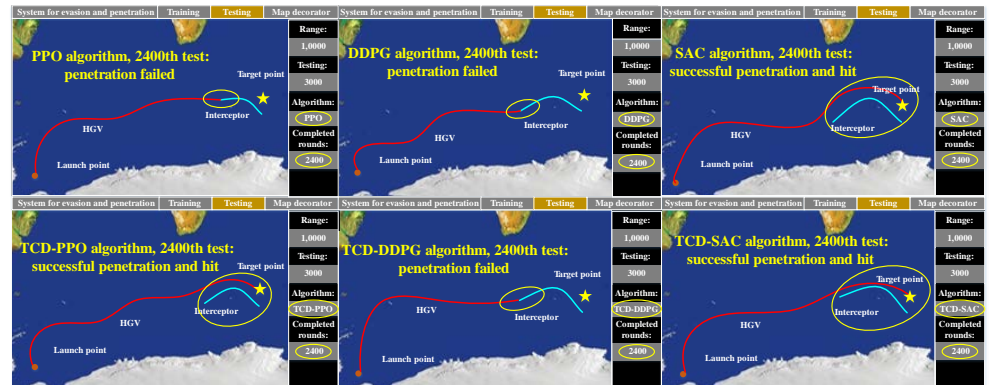 System for evasion and penetration Training Testing Map decorator
PPO algorithm, 2400th test:
penetration failed
Target point
Interceptor
HGV
Launch point
Range:
1,0000
Testing:
3000
Algorithm:
PPO
Completed
rounds:
2400
System for evasion and penetration Training Testing Map decorator
DDPG algorithm, 2400th test:
penetration failed
Target point
Interceptor
HGV
Launch point
Range:
1,0000
Testing:
3000
Algorithm:
DDPG
Completed
rounds:
2400
System for evasion and penetration Training Testing Map decorator
SAC algorithm, 2400th test:
successful penetration and hit
Target point
Interceptor
HGV
Launch point
Range:
1,0000
Testing:
3000
Algorithm:
SAC
Completed
rounds:
2400
System for evasion and penetration Training Testing Map decorator
TCD-PPO algorithm, 2400th test:
successful penetration and hit
Target point
Interceptor
HGV
Launch point
Range:
1,0000
Testing:
3000
Algorithm:
TCD-PPO
Completed
rounds:
2400
System for evasion and penetration Training Testing Map decorator
TCD-DDPG algorithm, 2400th test:
penetration failed
Target point
Interceptor
HGV
Launch point
Range:
1,0000
Testing:
3000
Algorithm:
TCD-DDPG
Completed
rounds:
2400
System for evasion and penetration Training Testing Map decorator
TCD-SAC algorithm, 2400th test:
successful penetration and hit
Target point
Interceptor
HGV
Launch point
Range:
1,0000
Testing:
3000
Algorithm:
TCD-SAC
Completed
rounds:
2400